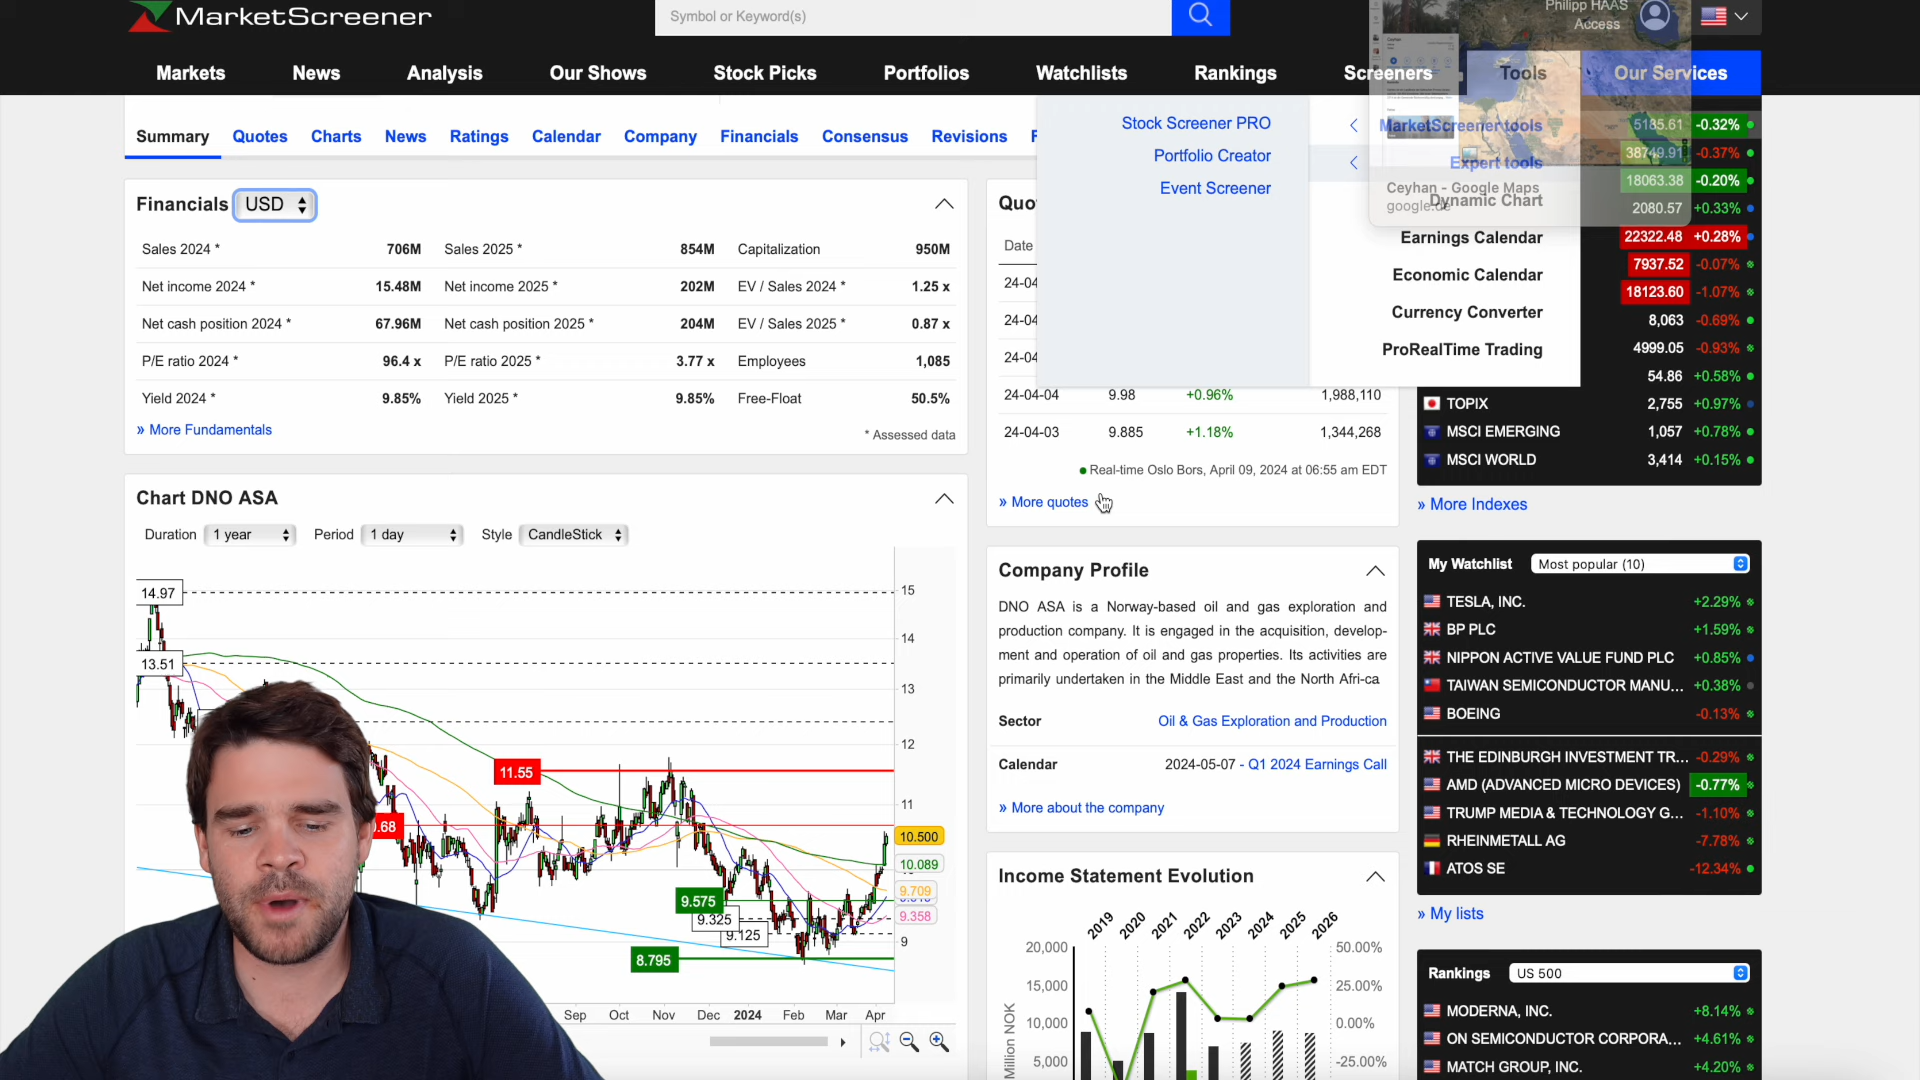 MarketScreener
Symbol or Keyword(s)
Philipp HAAS
Access
Markets
News
Analysis
Our Shows
Stock Picks
Portfolios
Watchlists
Rankings
Screeners
Tools
Our Services
Summary
Quotes
Charts
News
Ratings
Calendar
Company
Financials
Consensus
Revisions
Stock Screener PRO
Portfolio Creator
Event Screener
MarketScreener tools
Expert tools
Dynamic Chart
Earnings Calendar
Economic Calendar
Currency Converter
ProRealTime Trading
Ceyhan - Google Maps
google.de
Financials USD
Sales 2024 * 706M Sales 2025 * 854M Capitalization 950M
Net income 2024 * 15.48M Net income 2025 * 202M EV / Sales 2024 * 1.25 x
Net cash position 2024 * 67.96M Net cash position 2025 * 204M EV / Sales 2025 * 0.87 x
P/E ratio 2024 * 96.4 x P/E ratio 2025 * 3.77 x Employees 1,085
Yield 2024 * 9.85% Yield 2025 * 9.85% Free-Float 50.5%
» More Fundamentals
* Assessed data
Quo
Date
24-04
24-04
24-04
24-04-04 9.98 +0.96% 1,988,110
24-04-03 9.885 +1.18% 1,344,268
Real-time Oslo Bors, April 09, 2024 at 06:55 am EDT
» More quotes
5185.61 -0.32%
38749.91 -0.37%
18063.38 -0.20%
2080.57 +0.33%
22322.48 +0.28%
7937.52 -0.07%
18123.60 -1.07%
8,063 -0.69%
4999.05 -0.93%
54.86 +0.58%
TOPIX 2,755 +0.97%
MSCI EMERGING 1,057 +0.78%
MSCI WORLD 3,414 +0.15%
» More Indexes
Chart DNO ASA
Duration 1 year Period 1 day Style CandleStick
14.97
13.51
11.55
.68
9.575
9.325
9.125
8.795
15
14
13
12
11
10.500
10.089
9.709
9.358
9
Sep Oct Nov Dec 2024 Feb Mar Apr
Company Profile
DNO ASA is a Norway-based oil and gas exploration and
production company. It is engaged in the acquisition, develop-
ment and operation of oil and gas properties. Its activities are
primarily undertaken in the Middle East and the North Afri-ca
Sector Oil & Gas Exploration and Production
Calendar 2024-05-07 - Q1 2024 Earnings Call
» More about the company
Income Statement Evolution
2019 2020 2021 2022 2023 2024 2025 2026
20,000 50.00%
15,000 25.00%
10,000 0.00%
5,000 -25.00%
Million NOK
My Watchlist Most popular (10)
TESLA, INC. +2.29%
BP PLC +1.59%
NIPPON ACTIVE VALUE FUND PLC +0.85%
TAIWAN SEMICONDUCTOR MANU... +0.38%
BOEING -0.13%
THE EDINBURGH INVESTMENT TR... -0.29%
AMD (ADVANCED MICRO DEVICES) -0.77%
TRUMP MEDIA & TECHNOLOGY G... -1.10%
RHEINMETALL AG -7.78%
ATOS SE -12.34%
» My lists
Rankings US 500
MODERNA, INC. +8.14%
ON SEMICONDUCTOR CORPORA... +4.61%
MATCH GROUP, INC. +4.20%